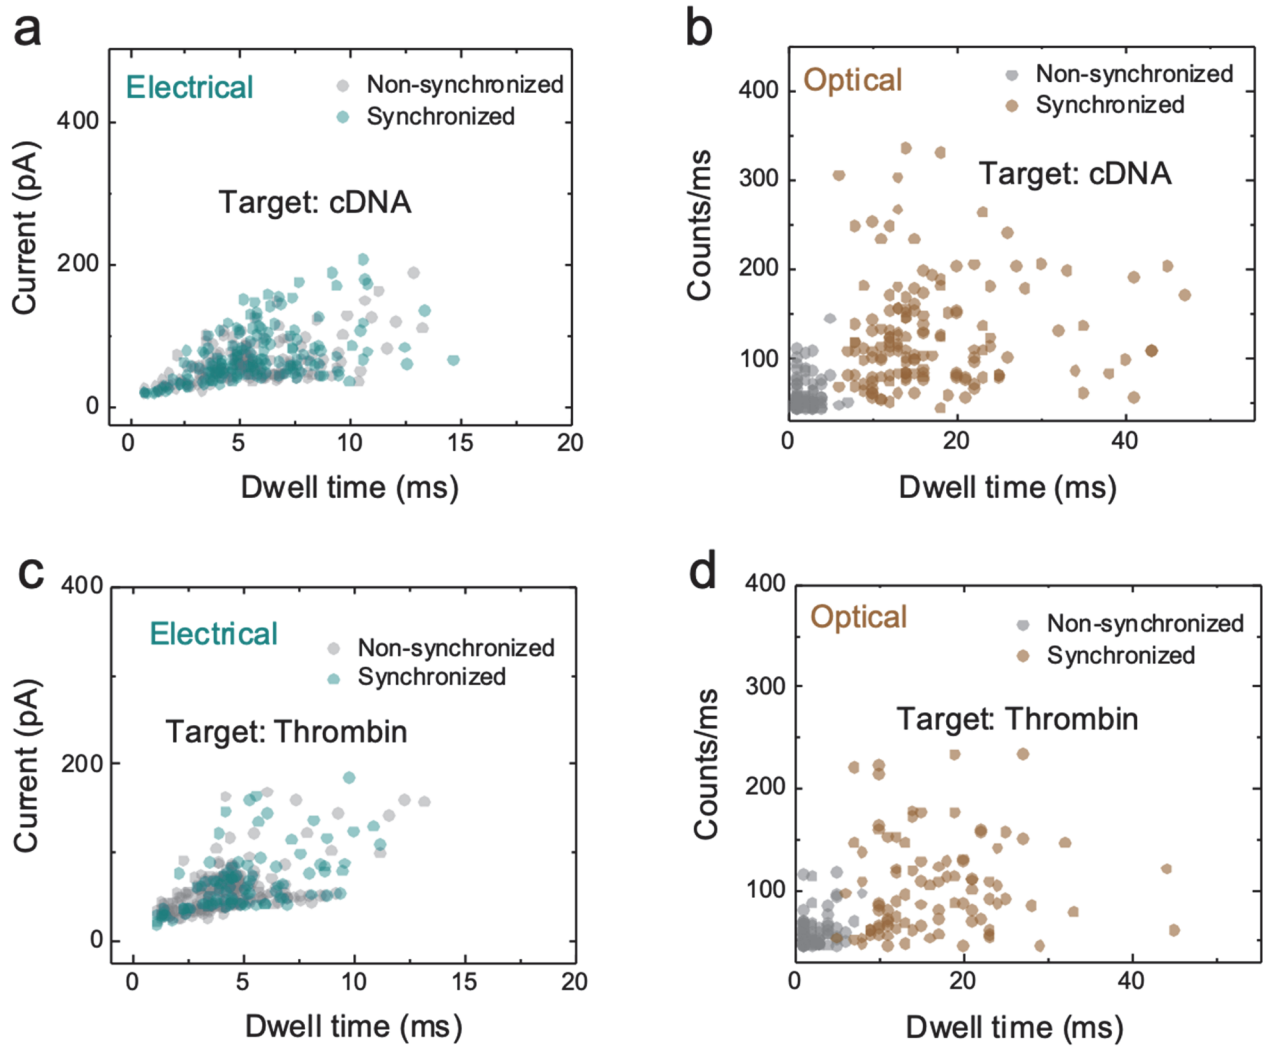 a
Electrical
Non-synchronized
Synchronized
Target: cDNA
Current (pA)
400
200
0
0 5 10 15 20
Dwell time (ms)
b
Optical
Non-synchronized
Synchronized
Target: cDNA
Counts/ms
400
300
200
100
0 20 40
Dwell time (ms)
c
Electrical
Non-synchronized
Synchronized
Target: Thrombin
Current (pA)
400
200
0
0 5 10 15 20
Dwell time (ms)
d
Optical
Non-synchronized
Synchronized
Target: Thrombin
Counts/ms
400
300
200
100
0 20 40
Dwell time (ms)